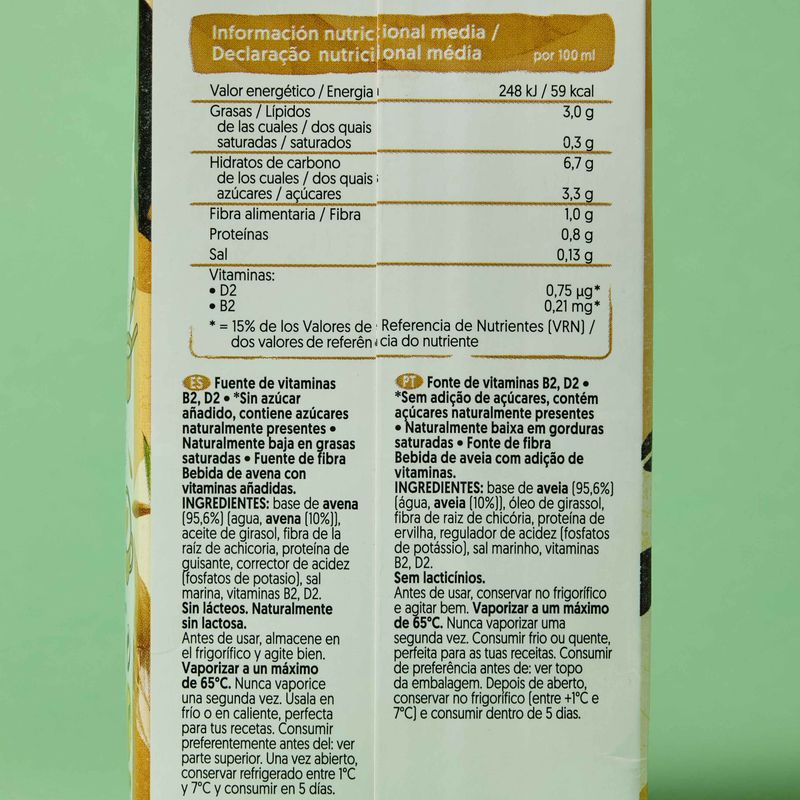 Información nutricional media /
Declaração nutricional média por 100 ml
Valor energético / Energia 248 kJ / 59 kcal
Grasas / Lípidos 3,0 g
de las cuales / dos quais
saturadas / saturados 0,3 g
Hidratos de carbono 6,7 g
de los cuales / dos quais
azúcares / açúcares 3,3 g
Fibra alimentaria / Fibra 1,0 g
Proteínas 0,8 g
Sal 0,13 g
Vitaminas:
• D2 0,75 µg*
• B2 0,21 mg*
* = 15% de los Valores de Referencia de Nutrientes (VRN) /
dos valores de referência do nutriente
ES Fuente de vitaminas
B2, D2 • *Sin azúcar
añadido, contiene azúcares
naturalmente presentes •
Naturalmente baja en grasas
saturadas • Fuente de fibra
Bebida de avena con
vitaminas añadidas.
INGREDIENTES: base de avena
(95,6%) (agua, avena (10%)),
aceite de girasol, fibra de la
raíz de achicoria, proteína de
guisante, corrector de acidez
(fosfatos de potasio), sal
marina, vitaminas B2, D2.
Sin lácteos. Naturalmente
sin lactosa.
Antes de usar, almacene en
el frigorífico y agite bien.
Vaporizar a un máximo
de 65°C. Nunca vaporice
una segunda vez. Úsala en
frío o en caliente, perfecta
para tus recetas. Consumir
preferentemente antes del: ver
parte superior. Una vez abierto,
conservar refrigerado entre 1°C
y 7°C y consumir en 5 días.
PT Fonte de vitaminas B2, D2 •
*Sem adição de açúcares, contém
açúcares naturalmente presentes
• Naturalmente baixa em gorduras
saturadas • Fonte de fibra
Bebida de aveia com adição de
vitaminas.
INGREDIENTES: base de aveia (95,6%)
(água, aveia (10%)), óleo de girassol,
fibra de raiz de chicória, proteína de
ervilha, regulador de acidez (fosfatos
de potássio), sal marinho, vitaminas
B2, D2.
Sem lacticínios.
Antes de usar, conservar no frigorífico
e agitar bem. Vaporizar a um máximo
de 65°C. Nunca vaporizar uma
segunda vez. Consumir frio ou quente,
perfeita para as tuas receitas. Consumir
de preferência antes de: ver topo
da embalagem. Depois de aberto,
conservar no frigorífico (entre +1°C e
7°C) e consumir dentro de 5 dias.